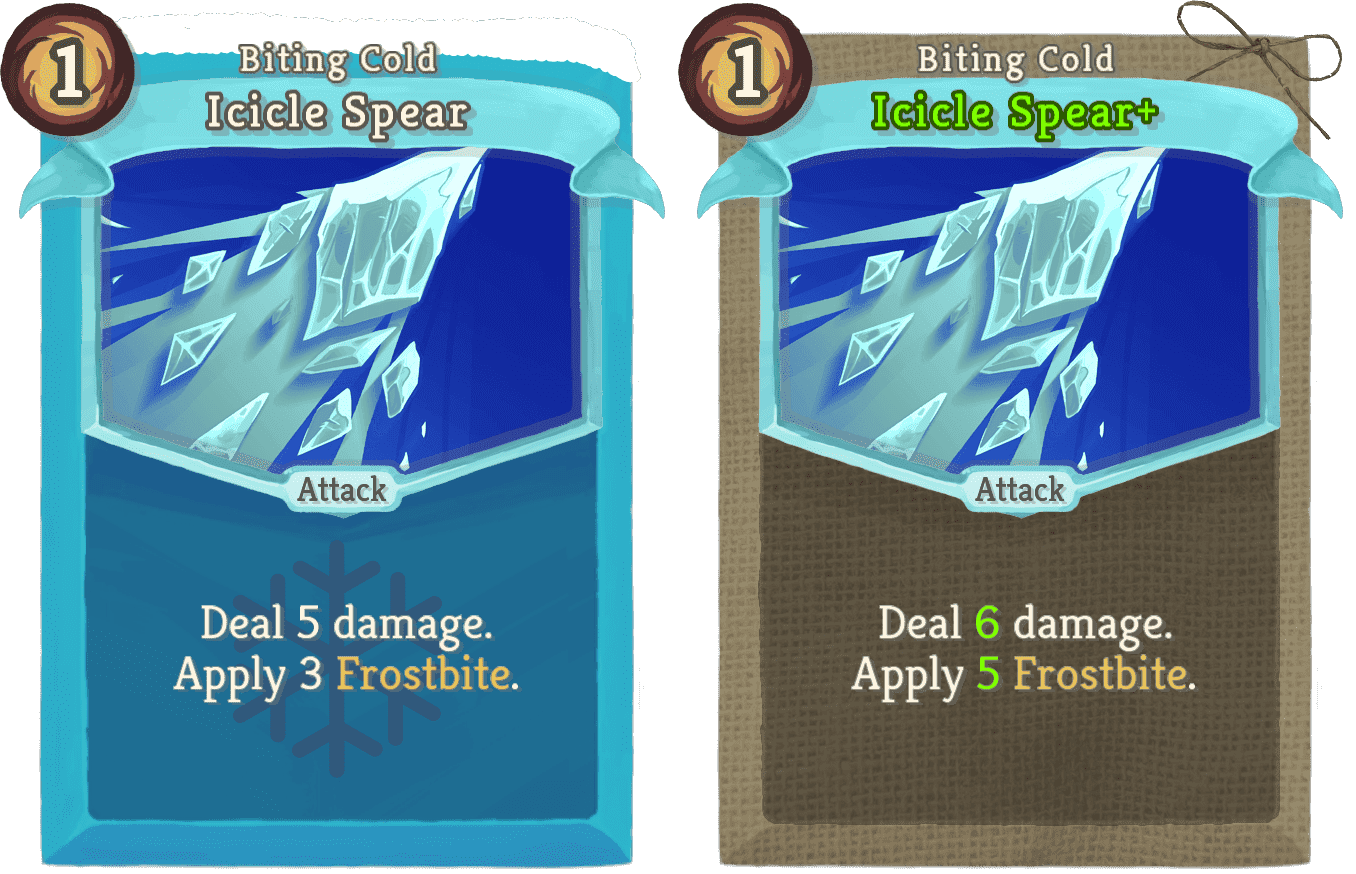 1
Biting Cold
Icicle Spear
Attack
Deal 5 damage.
Apply 3 Frostbite.
1
Biting Cold
Icicle Spear+
Attack
Deal 6 damage.
Apply 5 Frostbite.